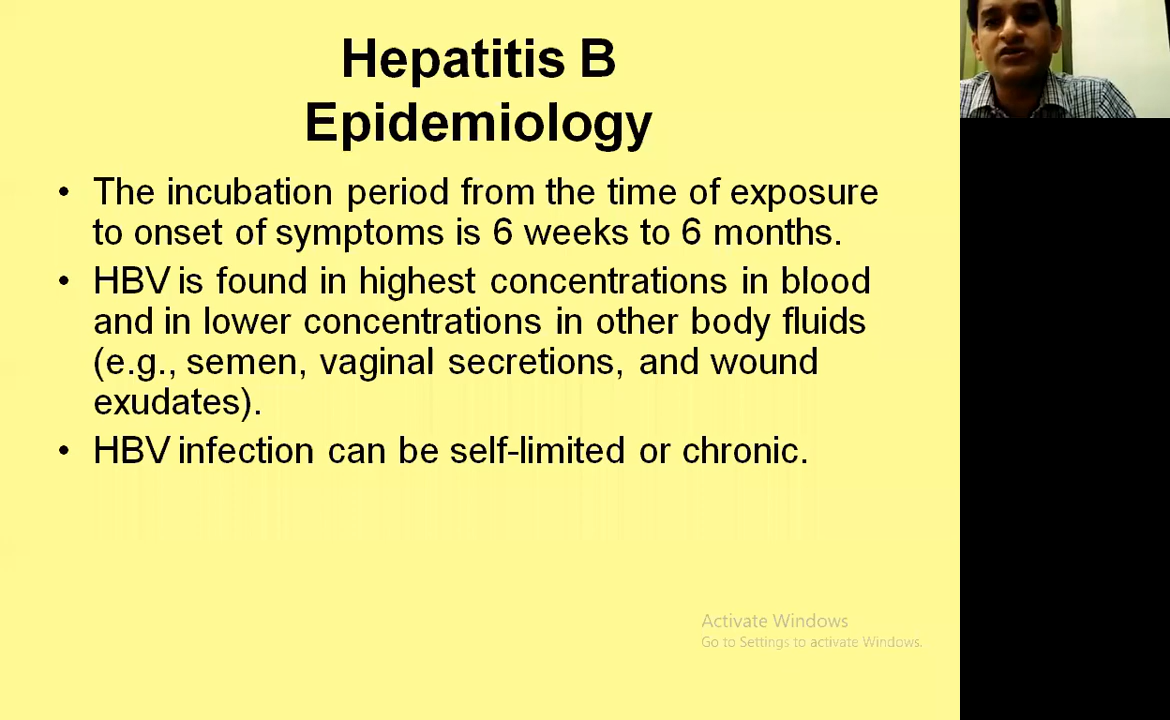 Hepatitis B
Epidemiology
• The incubation period from the time of exposure
to onset of symptoms is 6 weeks to 6 months.
• HBV is found in highest concentrations in blood
and in lower concentrations in other body fluids
(e.g., semen, vaginal secretions, and wound
exudates).
• HBV infection can be self-limited or chronic.
Activate Windows
Go to Settings to activate Windows.